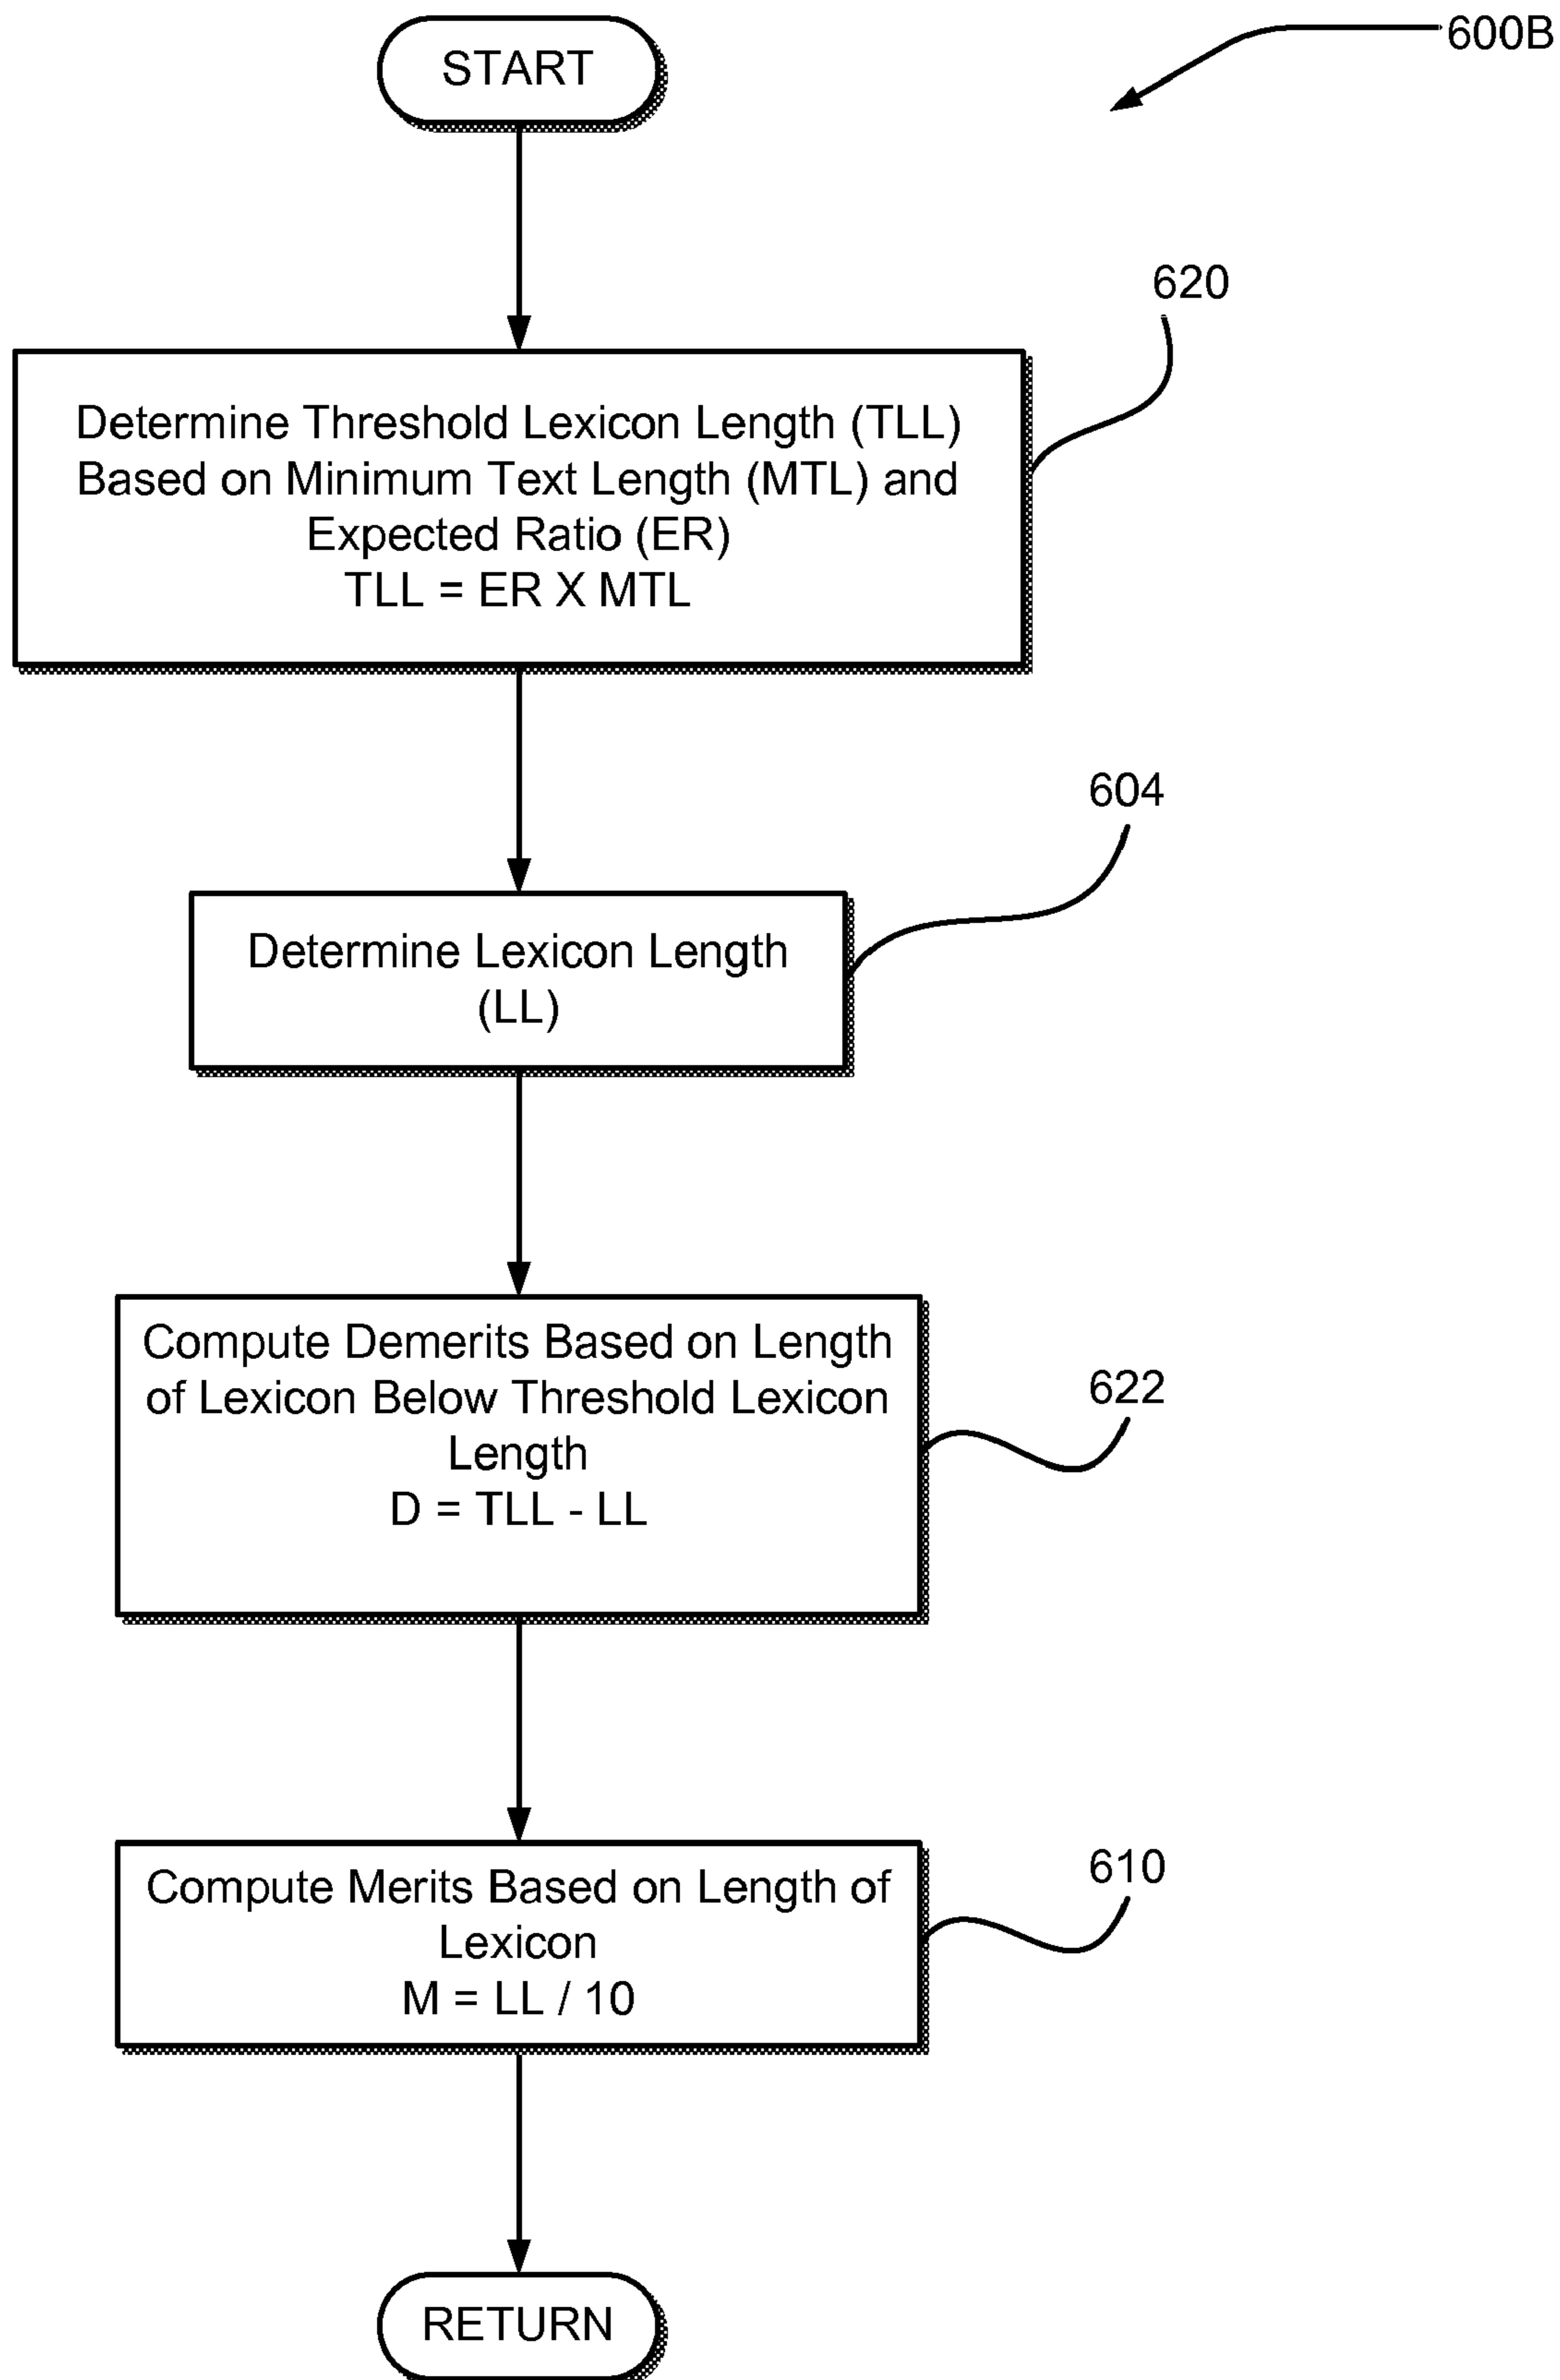 START
600B
620
Determine Threshold Lexicon Length (TLL)
Based on Minimum Text Length (MTL) and
Expected Ratio (ER)
TLL = ER X MTL
604
Determine Lexicon Length
(LL)
Compute Demerits Based on Length
of Lexicon Below Threshold Lexicon
Length
D = TLL - LL
622
Compute Merits Based on Length of
Lexicon
M = LL / 10
610
RETURN